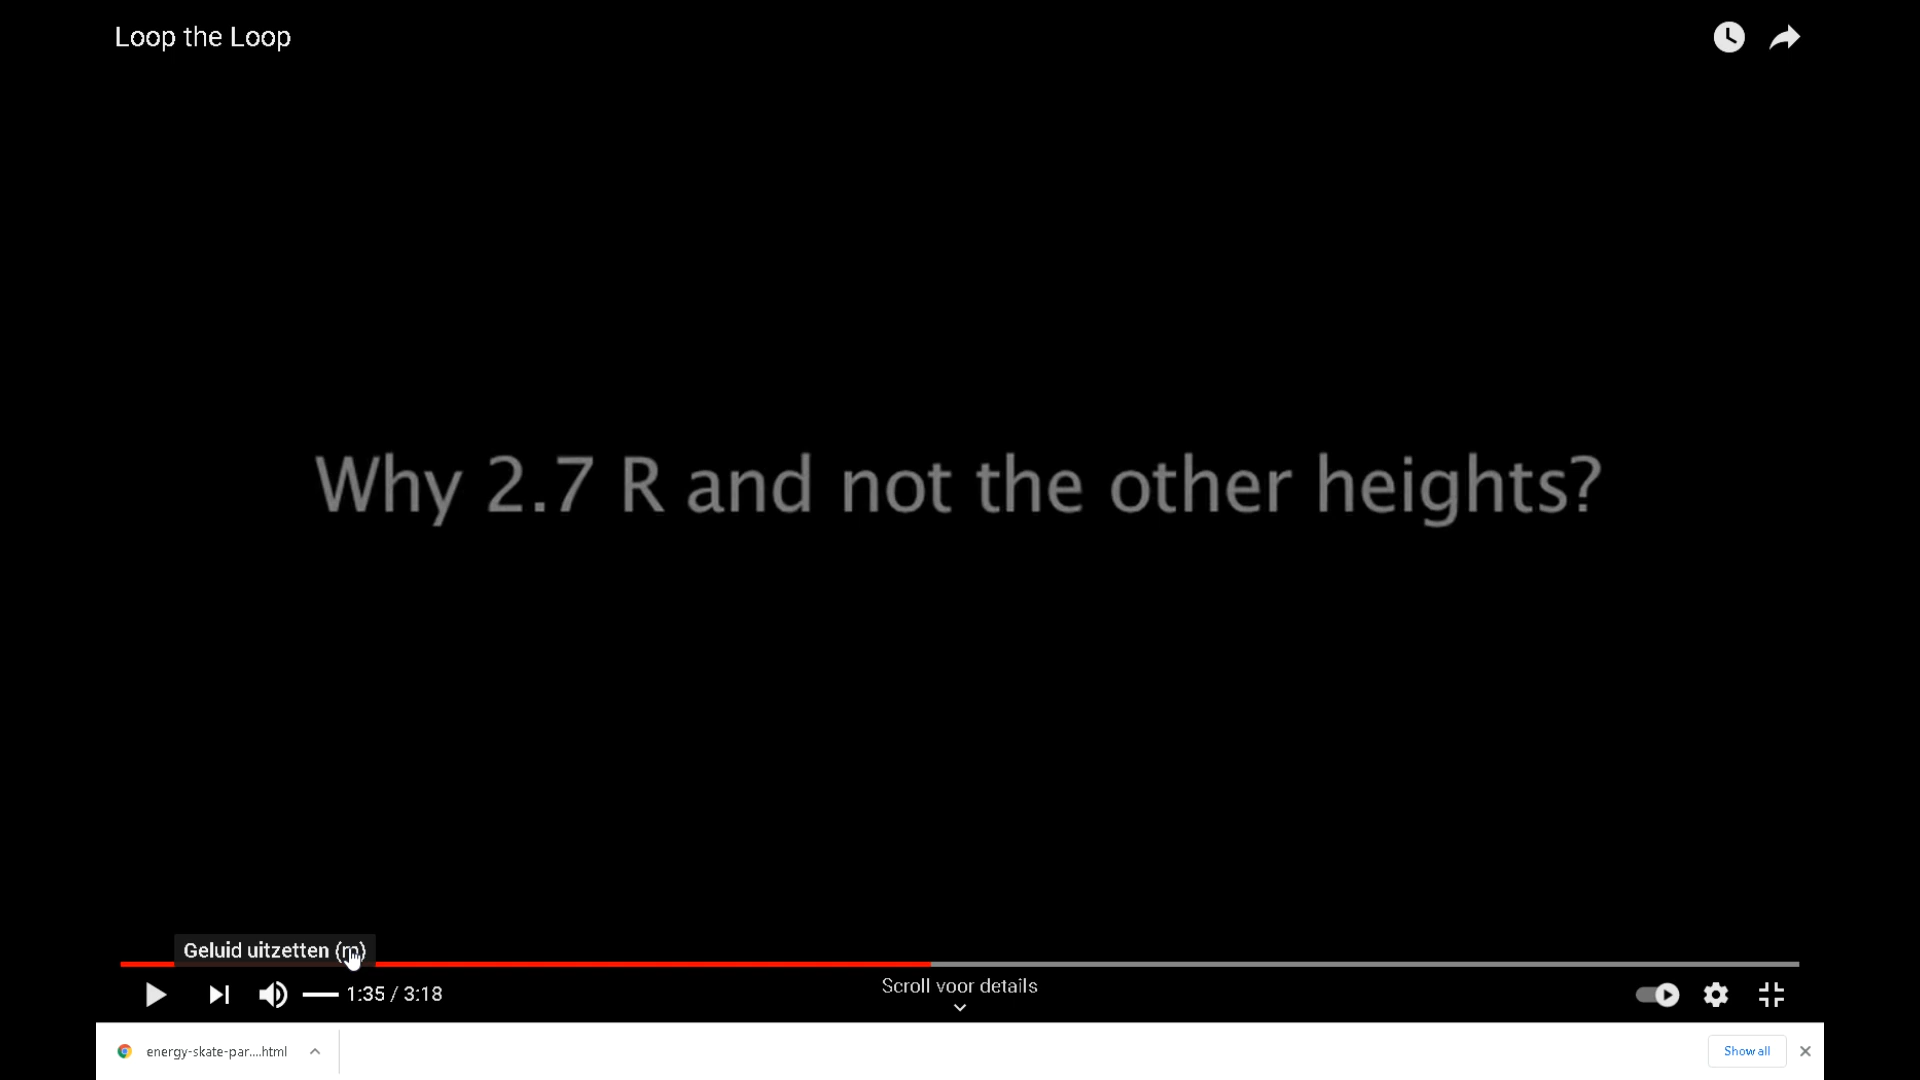 Loop the Loop
Why 2.7 R and not the other heights?
Geluid uitzetten (m)
1:35 / 3:18
Scroll voor details
energy-skate-par....html
Show all